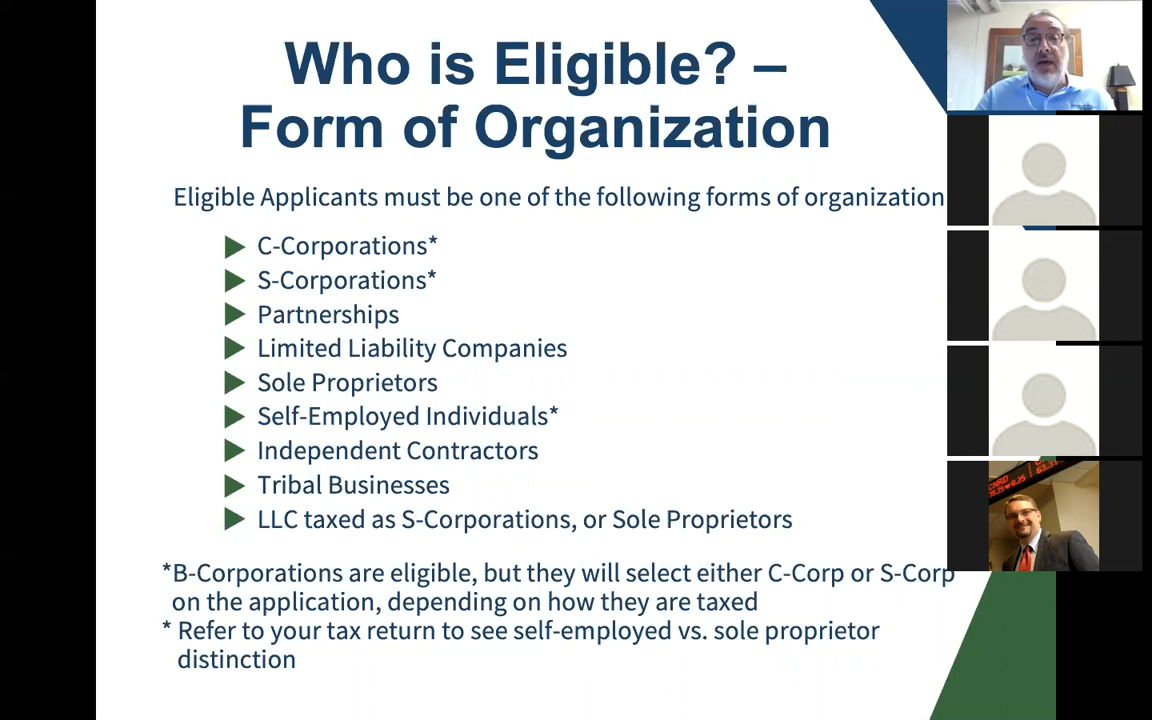 Who is Eligible? –
Form of Organization
Eligible Applicants must be one of the following forms of organization
C-Corporations*
S-Corporations*
Partnerships
Limited Liability Companies
Sole Proprietors
Self-Employed Individuals*
Independent Contractors
Tribal Businesses
LLC taxed as S-Corporations, or Sole Proprietors
*B-Corporations are eligible, but they will select either C-Corp or S-Corp
on the application, depending on how they are taxed
* Refer to your tax return to see self-employed vs. sole proprietor
distinction